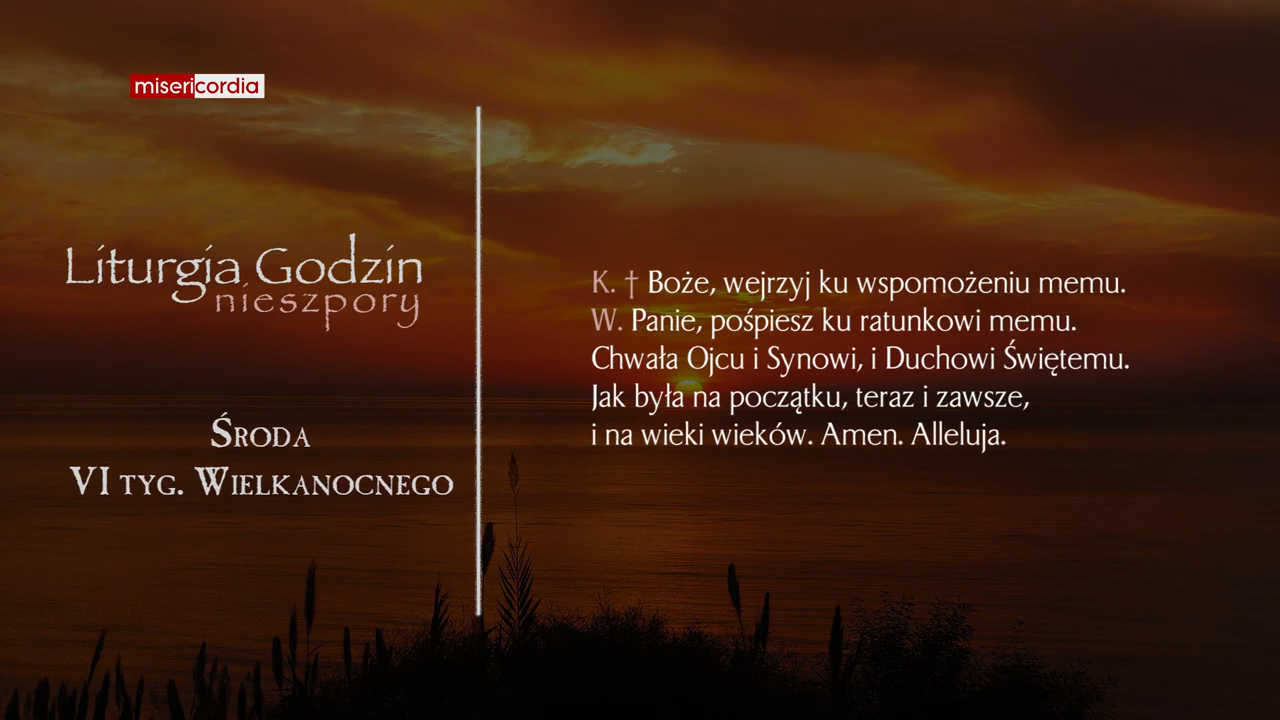 misericordia
Liturgia Godzin
nieszpory
Środa
VI tyg. Wielkanocnego
K. † Boże, wejrzyj ku wspomożeniu memu.
W. Panie, pośpiesz ku ratunkowi memu.
Chwała Ojcu i Synowi, i Duchowi Świętemu.
Jak była na początku, teraz i zawsze,
i na wieki wieków. Amen. Alleluja.